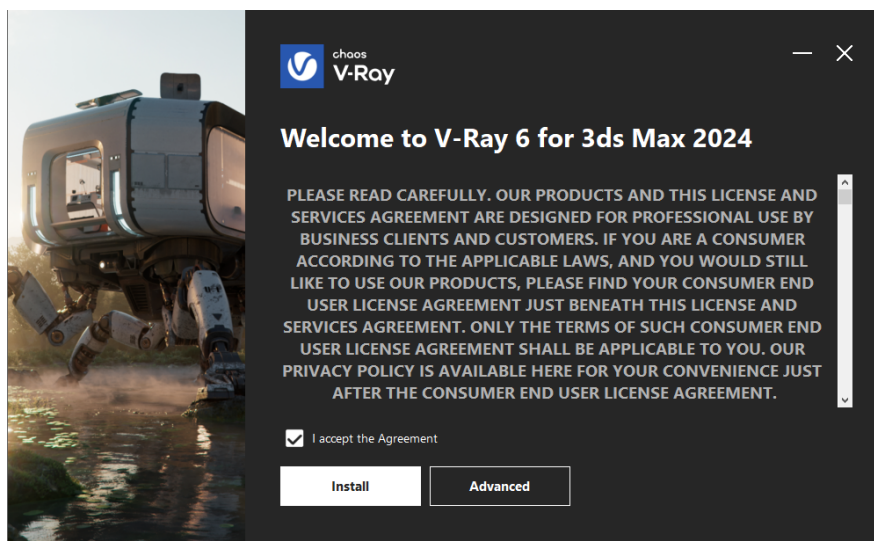 chaos
V-Ray
Welcome to V-Ray 6 for 3ds Max 2024
PLEASE READ CAREFULLY. OUR PRODUCTS AND THIS LICENSE AND
SERVICES AGREEMENT ARE DESIGNED FOR PROFESSIONAL USE BY
BUSINESS CLIENTS AND CUSTOMERS. IF YOU ARE A CONSUMER
ACCORDING TO THE APPLICABLE LAWS, AND YOU WOULD STILL
LIKE TO USE OUR PRODUCTS, PLEASE FIND YOUR CONSUMER END
USER LICENSE AGREEMENT JUST BENEATH THIS LICENSE AND
SERVICES AGREEMENT. ONLY THE TERMS OF SUCH CONSUMER END
USER LICENSE AGREEMENT SHALL BE APPLICABLE TO YOU. OUR
PRIVACY POLICY IS AVAILABLE HERE FOR YOUR CONVENIENCE JUST
AFTER THE CONSUMER END USER LICENSE AGREEMENT.
I accept the Agreement
Install
Advanced